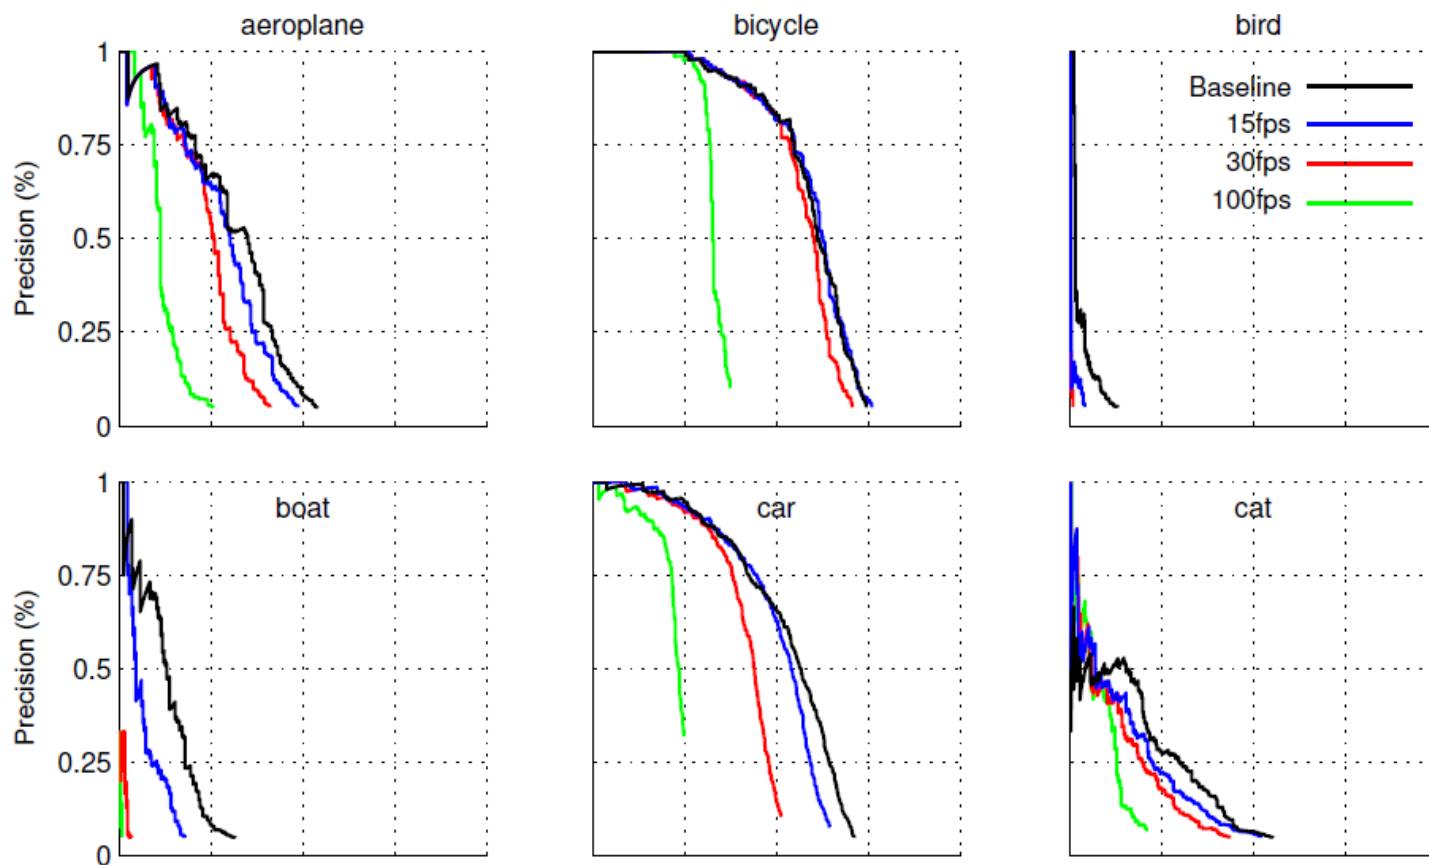 aeroplane
bicycle
bird
1
0.75
0.5
0.25
0
Precision (%)
Baseline
15fps
30fps
100fps
boat
car
cat
1
0.75
0.5
0.25
0
Precision (%)